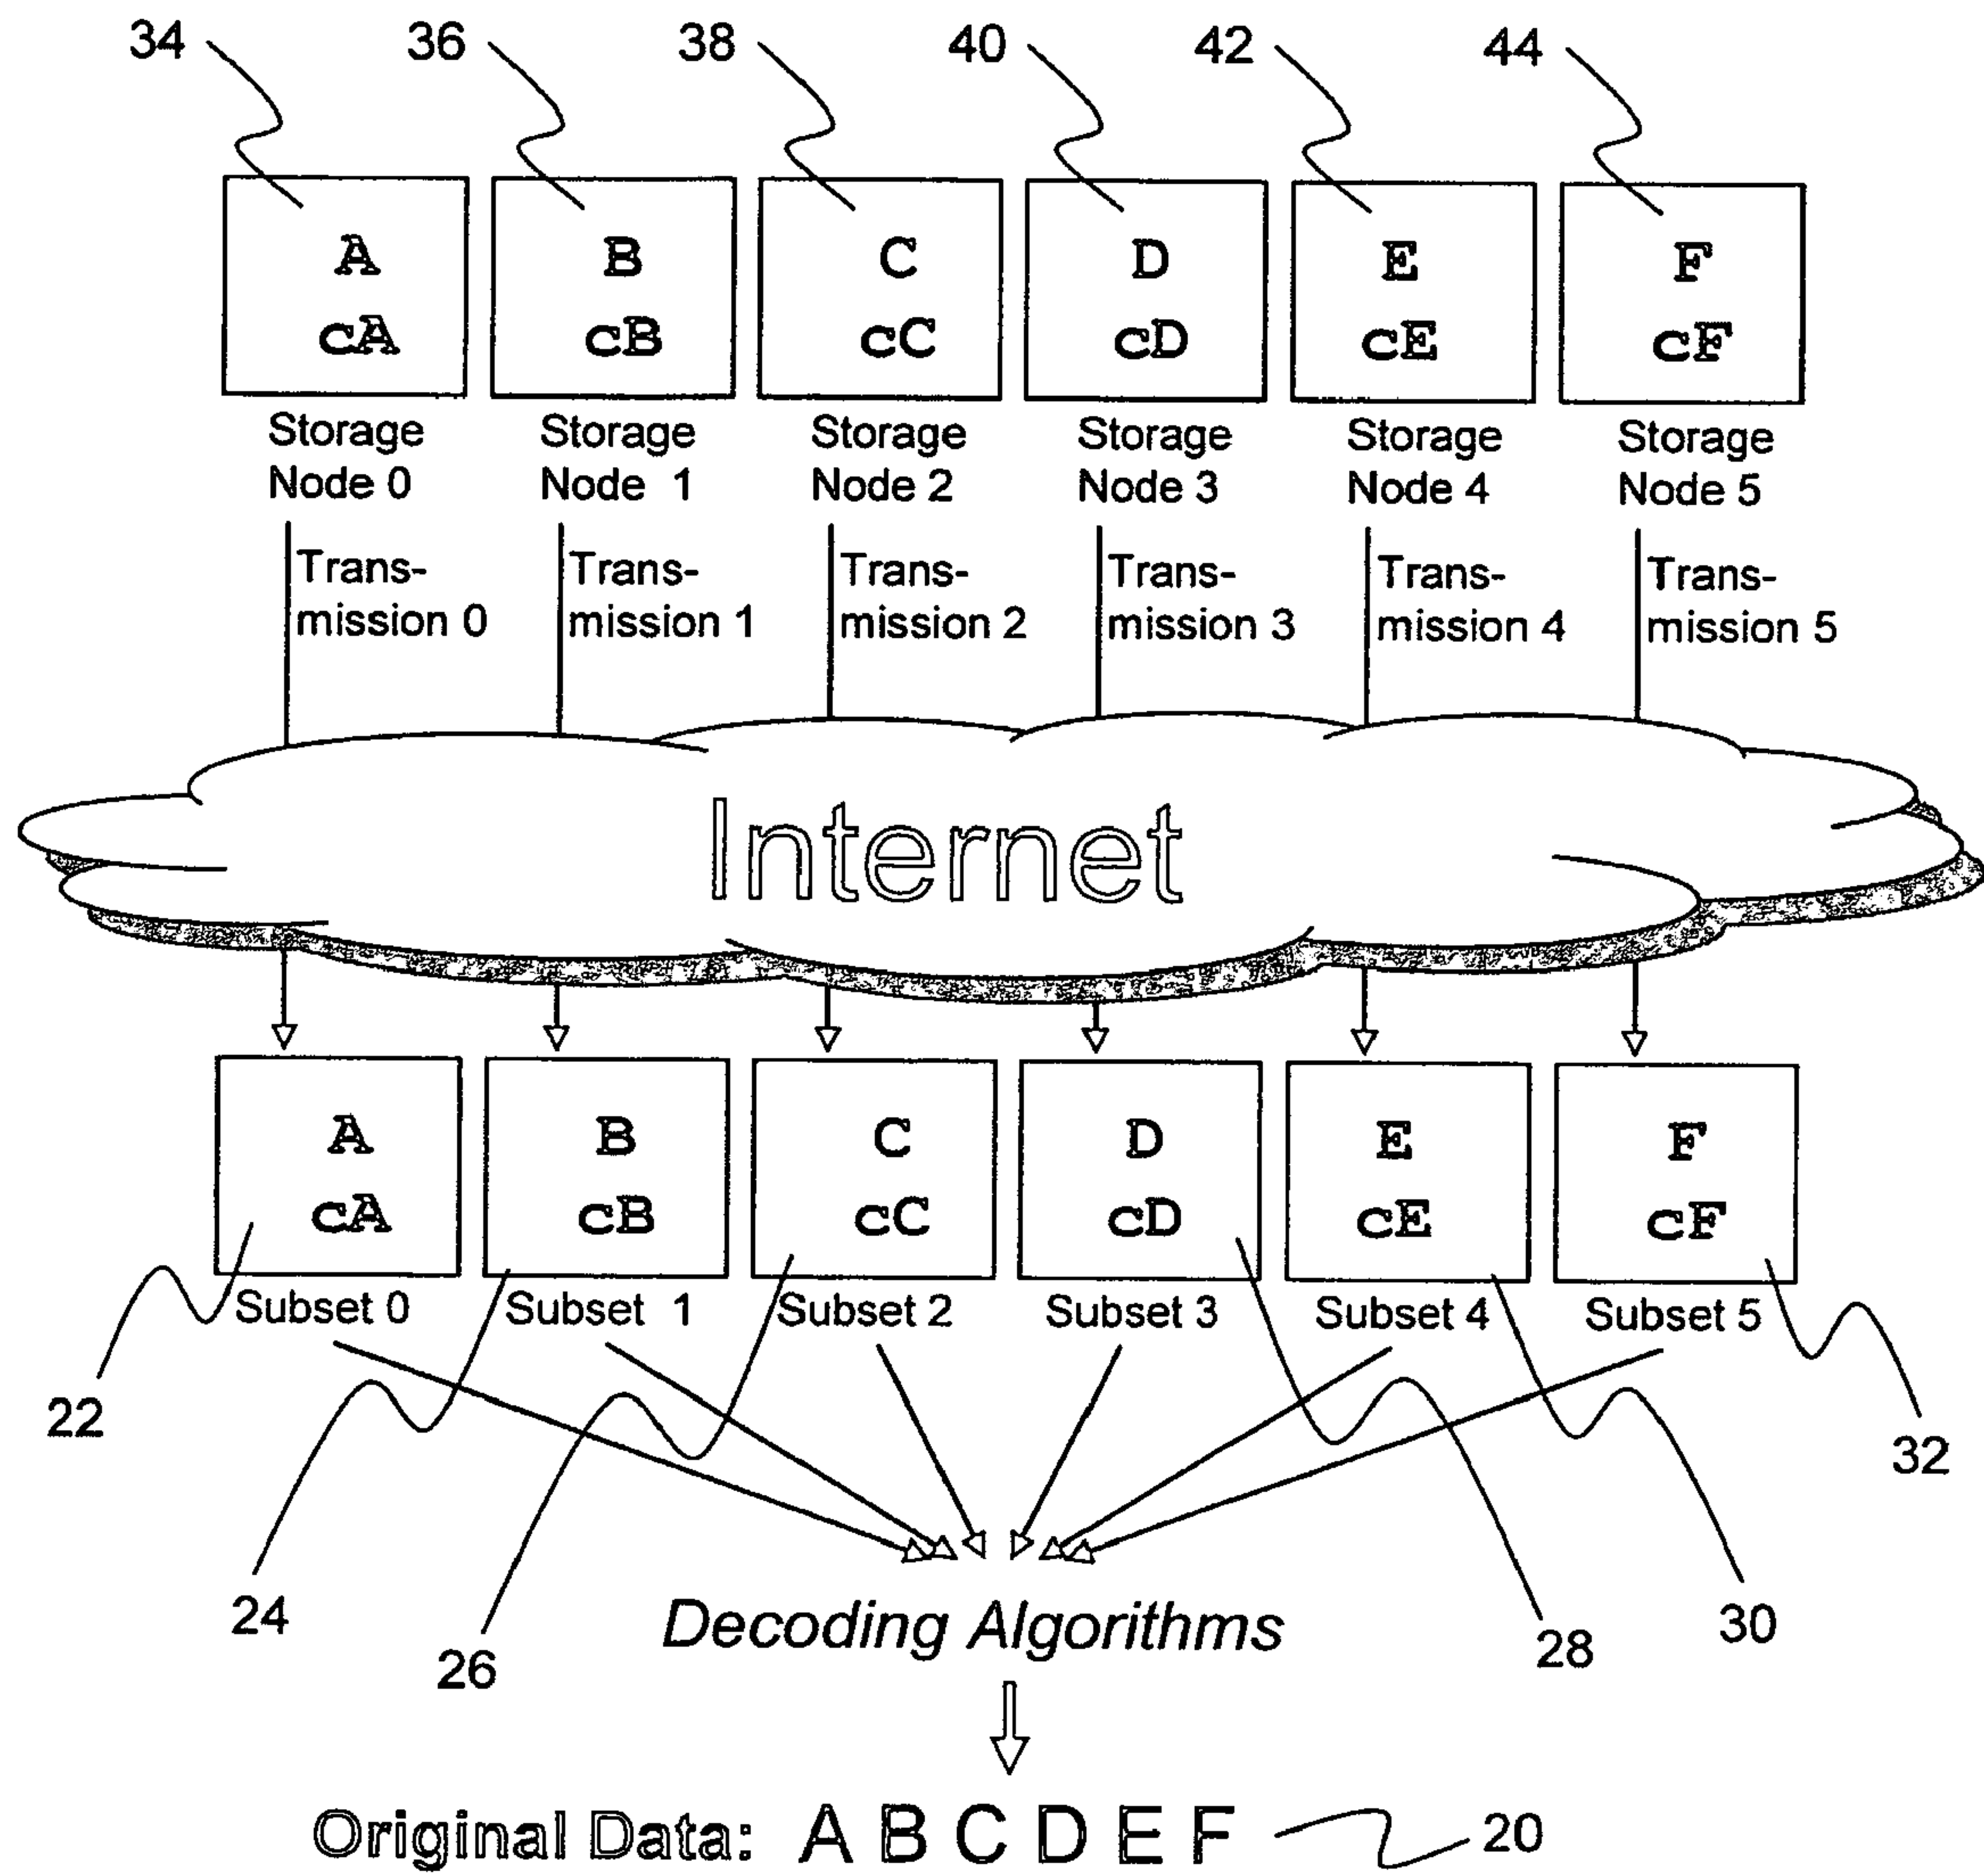 34 36 38 40 42 44
A B C D E F
cA cB cC cD cE cF
Storage Storage Storage Storage Storage Storage
Node 0 Node 1 Node 2 Node 3 Node 4 Node 5
Trans- Trans- Trans- Trans- Trans- Trans-
mission 0 mission 1 mission 2 mission 3 mission 4 mission 5
Internet
A B C D E F
cA cB cC cD cE cF
Subset 0 Subset 1 Subset 2 Subset 3 Subset 4 Subset 5
22 32
24 26 Decoding Algorithms 28 30
Original Data: A B C D E F 20